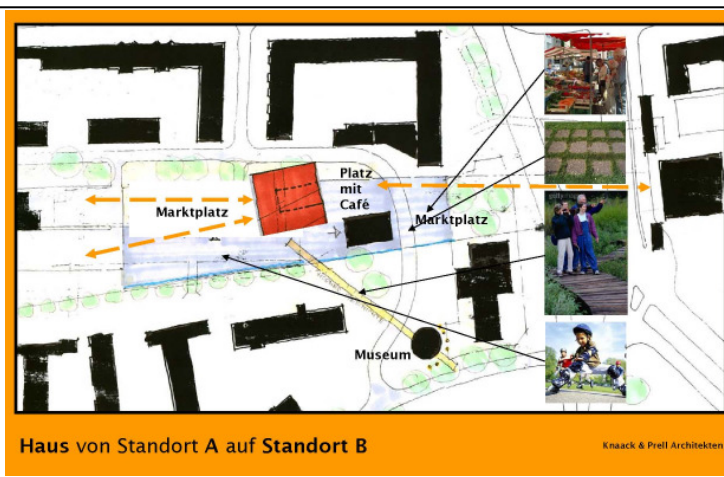 Platz
mit
Café
Marktplatz
Marktplatz
Museum
Haus von Standort A auf Standort B
Knaack & Prell Architekten